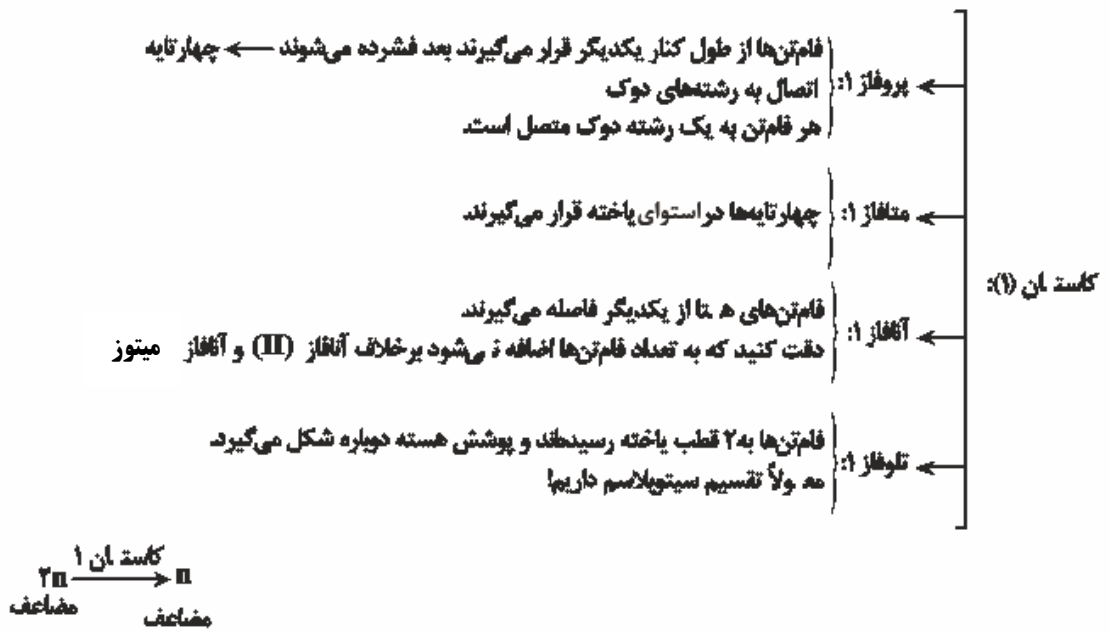 کاستمان (۱):
پروفاز ۱:
فام‌تن‌ها از طول کنار یکدیگر قرار می‌گیرند بعد فشرده می‌شوند ← چهارتایه
اتصال به رشته‌های دوک
هر فام‌تن به یک رشته دوک متصل است.
متافاز ۱:
چهارتایه‌ها در استوای یاخته قرار می‌گیرند.
آنافاز ۱:
فام‌تن‌های همتا از یکدیگر فاصله می‌گیرند.
دقت کنید که به تعداد فام‌تن‌ها اضافه نمی‌شود برخلاف آنافاز (II) و آنافاز میتوز
تلوفاز ۱:
فام‌تن‌ها به ۲ قطب یاخته رسیده‌اند و پوشش هسته دوباره شکل می‌گیرد.
معمولاً تقسیم سیتوپلاسم داریم!
کاستمان ۱
۲n → n
مضاعف مضاعف